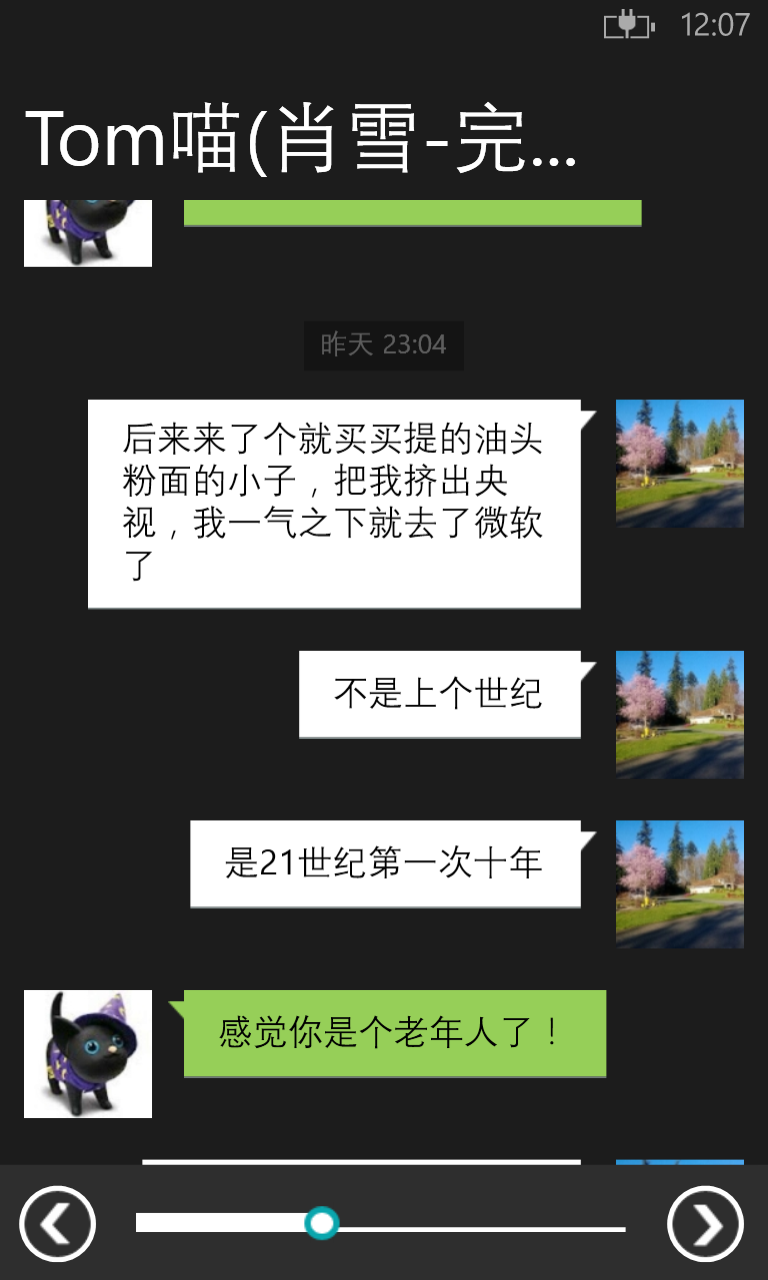 12:07
Tom喵(肖雪-完...
昨天 23:04
后来来了个就买买提的油头
粉面的小子，把我挤出央
视，我一气之下就去了微软
了
不是上个世纪
是21世纪第一次十年
感觉你是个老年人了！